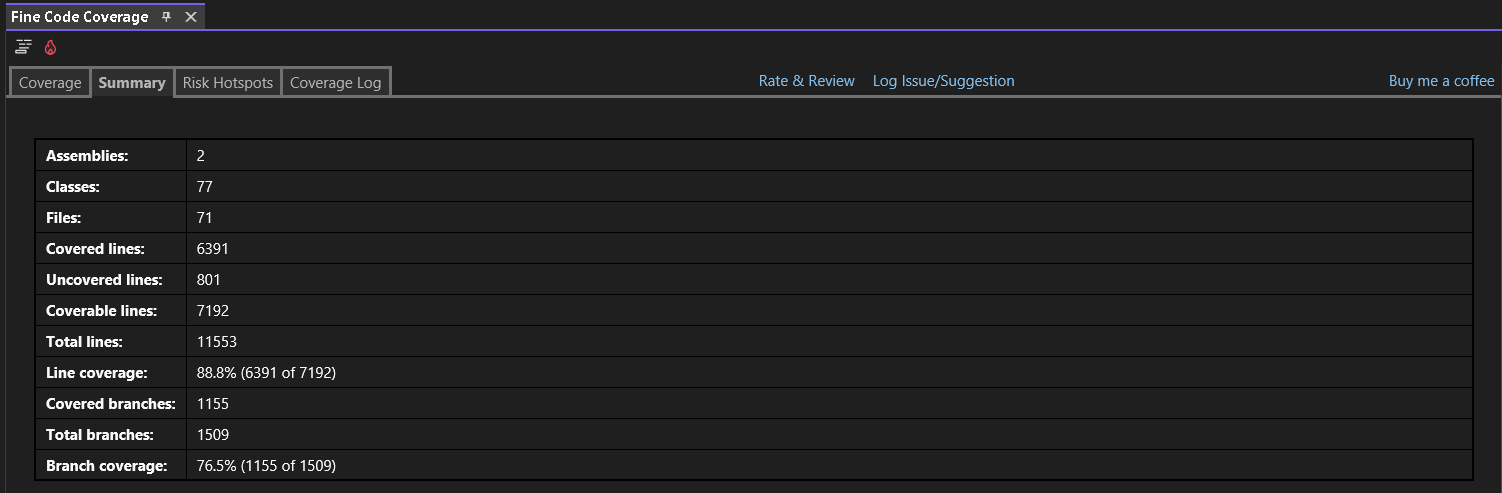 Fine Code Coverage
Coverage Summary Risk Hotspots Coverage Log Rate & Review Log Issue/Suggestion Buy me a coffee
Assemblies: 2
Classes: 77
Files: 71
Covered lines: 6391
Uncovered lines: 801
Coverable lines: 7192
Total lines: 11553
Line coverage: 88.8% (6391 of 7192)
Covered branches: 1155
Total branches: 1509
Branch coverage: 76.5% (1155 of 1509)